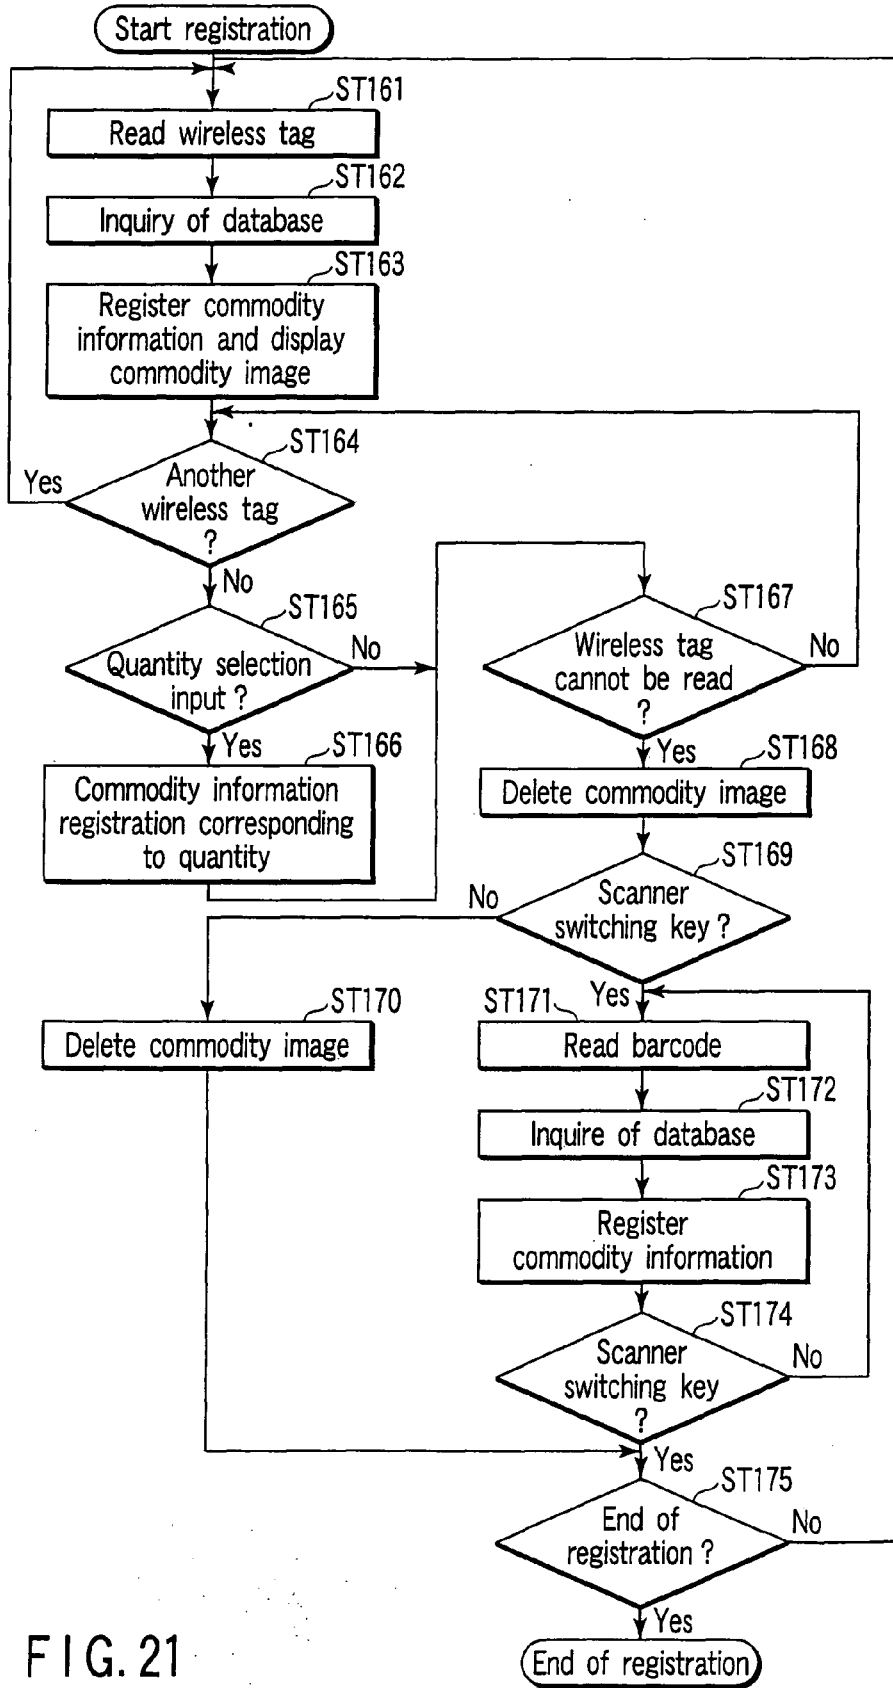 Start registration
ST161
Read wireless tag
ST162
Inquiry of database
ST163
Register commodity
information and display
commodity image
ST164
Yes
Another
wireless tag
?
No
ST165
Quantity selection
input ?
No
Yes
ST166
Commodity information
registration corresponding
to quantity
ST167
Wireless tag
cannot be read
?
No
Yes
ST168
Delete commodity image
ST169
No
Scanner
switching key ?
Yes
ST170
Delete commodity image
ST171
Read barcode
ST172
Inquire of database
ST173
Register
commodity information
ST174
Scanner
switching key
?
No
Yes
ST175
End of
registration ?
No
Yes
End of registration
FIG. 21